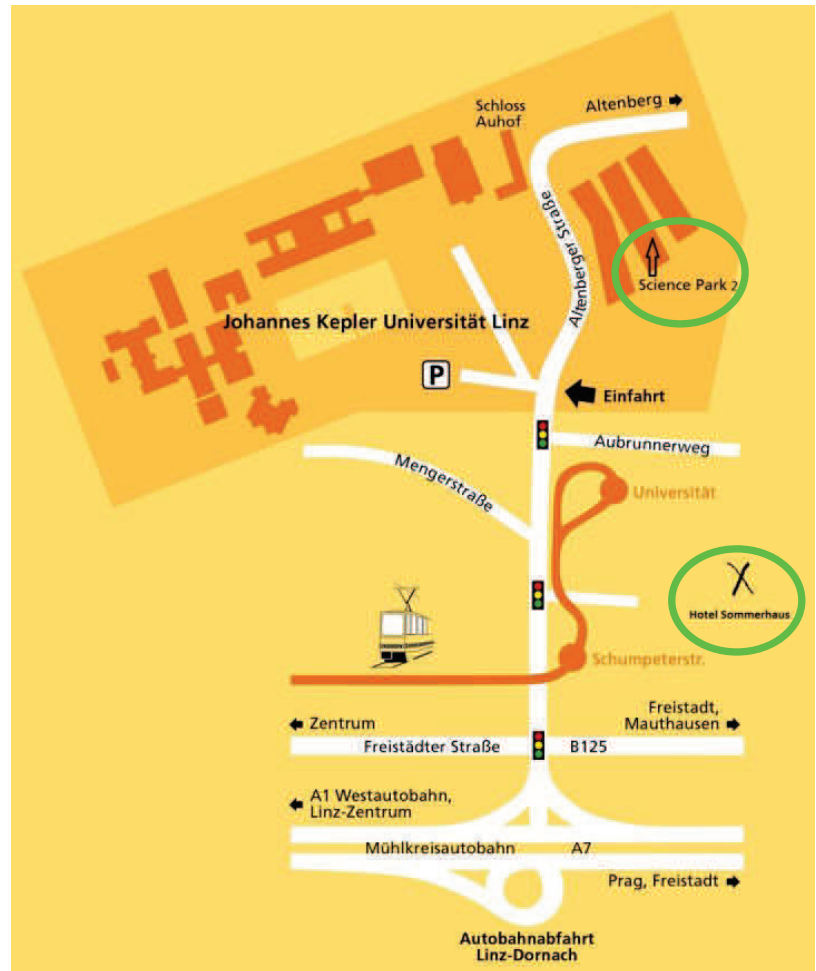 Altenberg
Schloss
Auhof
Altenberger Straße
Science Park 2
Johannes Kepler Universität Linz
P
Einfahrt
Aubrunnerweg
Mengerstraße
Universität
Hotel Sommerhaus
Schumpeterstr.
Freistadt,
Mauthausen
Zentrum
Freistädter Straße B125
A1 Westautobahn,
Linz-Zentrum
Mühlkreisautobahn A7
Prag, Freistadt
Autobahnabfahrt
Linz-Dornach